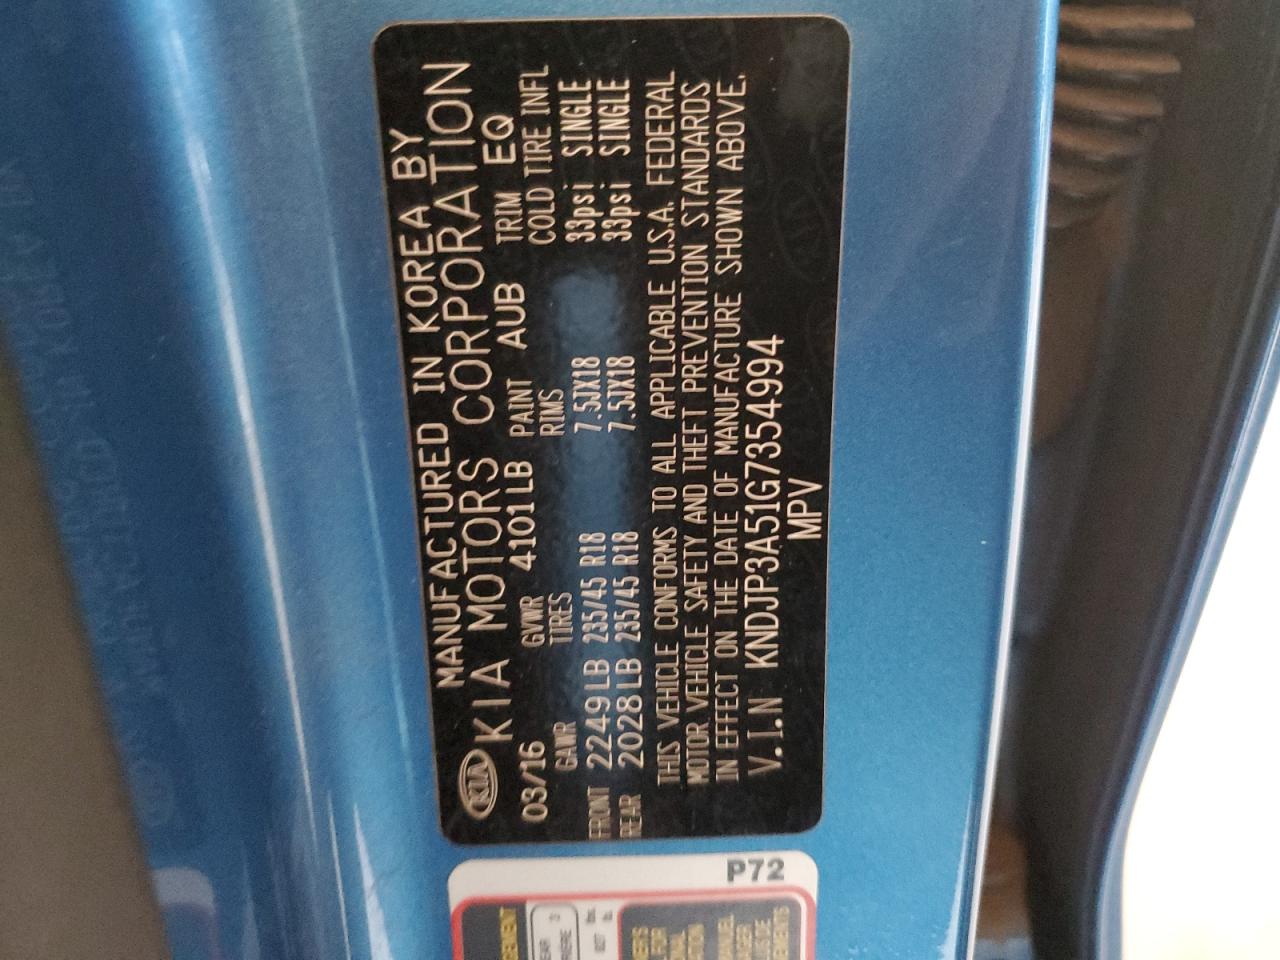 MANUFACTURED IN KOREA BY
KIA KIA MOTORS CORPORATION
03/16 GVWR 4101LB PAINT AUB TRIM EQ
GAWR TIRES RIMS COLD TIRE INFL
FRONT 2249LB 235/45 R18 7.5JX18 33psi SINGLE
REAR 2028LB 235/45 R18 7.5JX18 33psi SINGLE
THIS VEHICLE CONFORMS TO ALL APPLICABLE U.S.A. FEDERAL
MOTOR VEHICLE SAFETY AND THEFT PREVENTION STANDARDS
IN EFFECT ON THE DATE OF MANUFACTURE SHOWN ABOVE.
V.I.N KNDJP3A51G7354994
MPV
P72